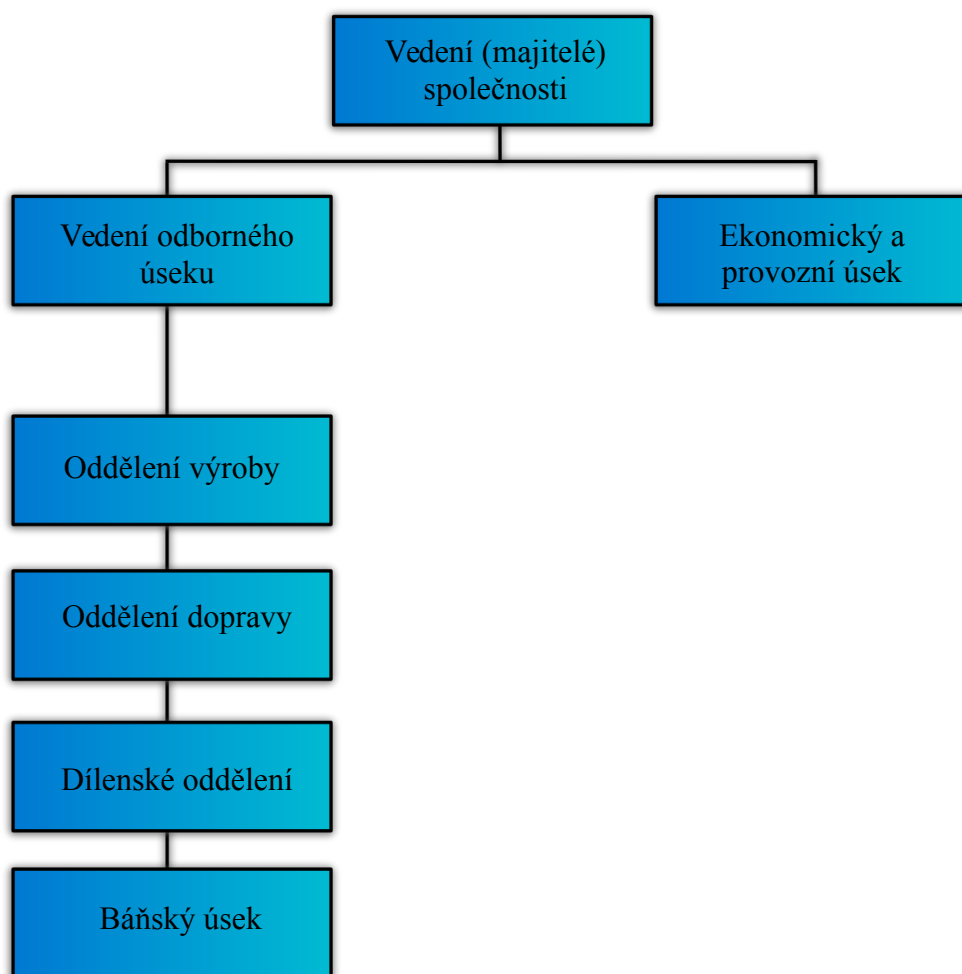 Vedení (majitelé)
společnosti
Vedení odborného
úseku
Ekonomický a
provozní úsek
Oddělení výroby
Oddělení dopravy
Dílenské oddělení
Báňský úsek